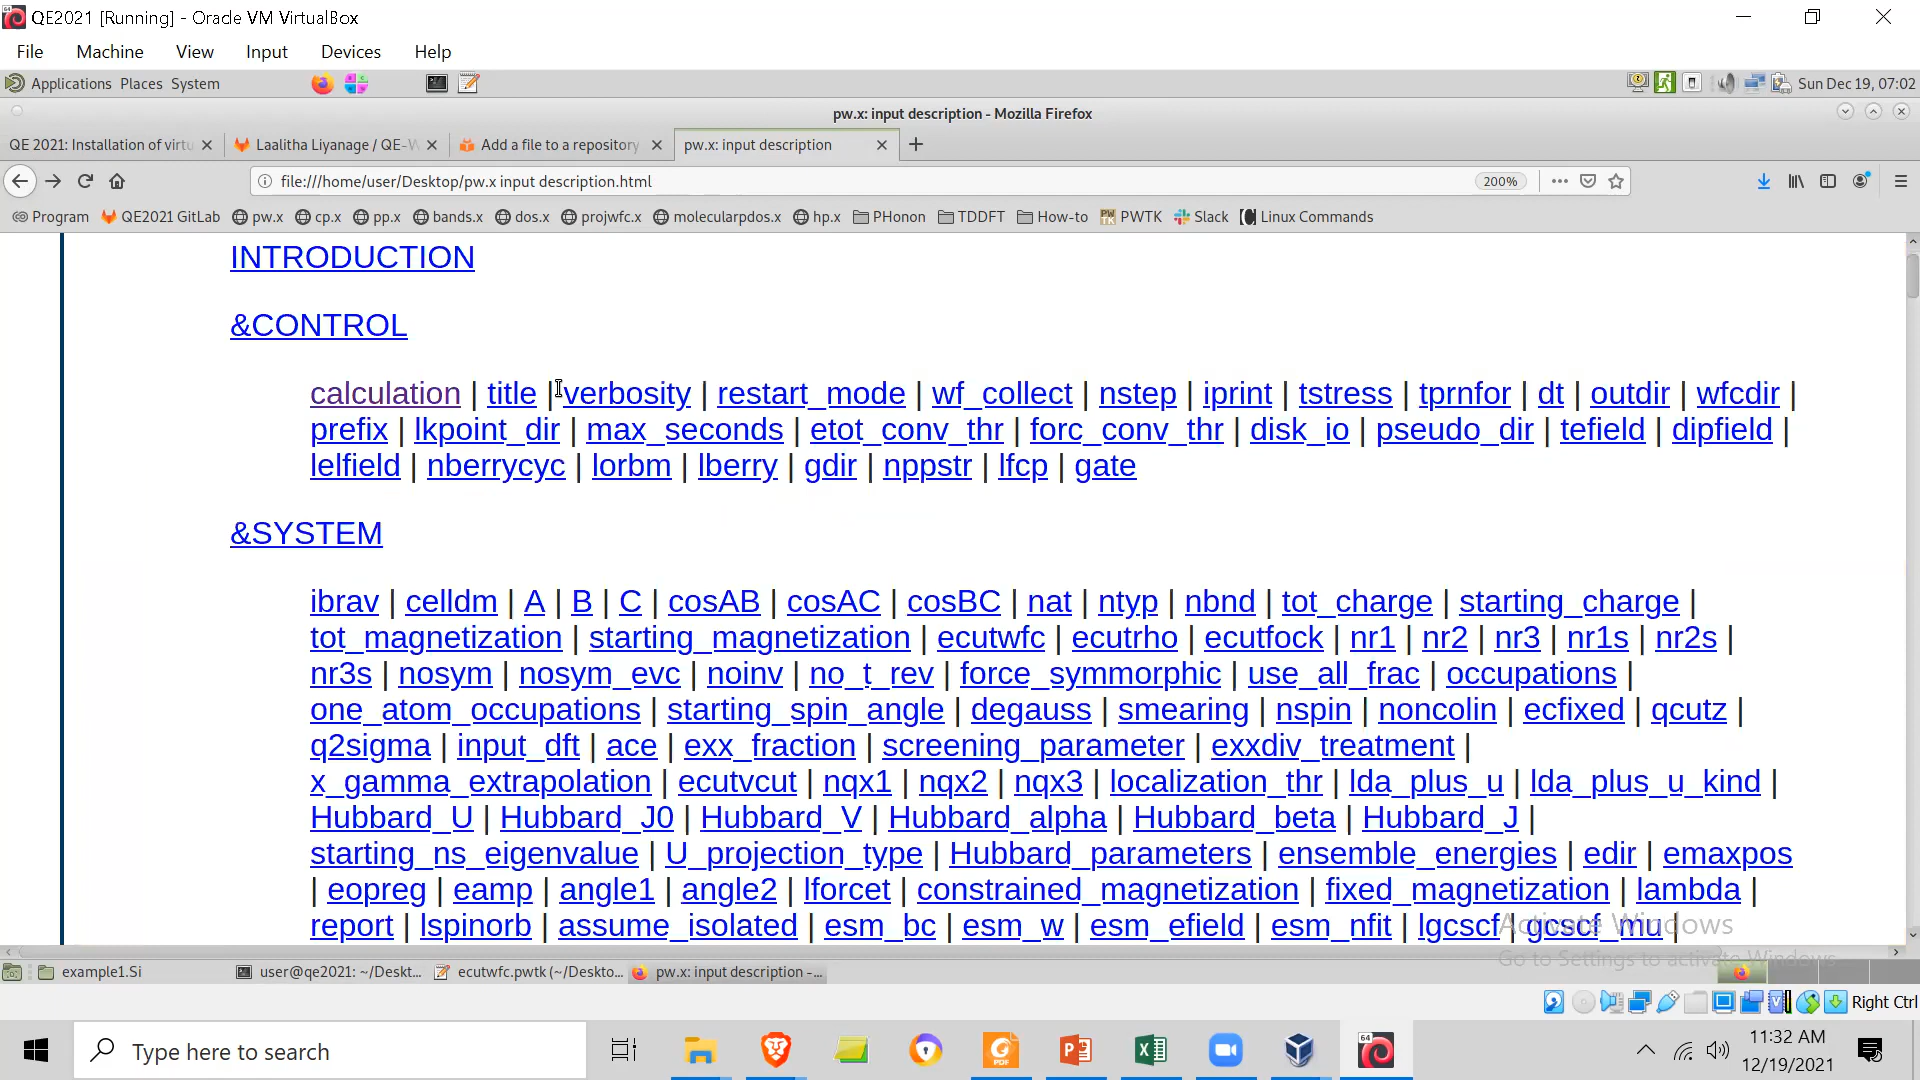 QE2021 [Running] - Oracle VM VirtualBox
File Machine View Input Devices Help
Applications Places System Sun Dec 19, 07:02
pw.x: input description - Mozilla Firefox
QE 2021: Installation of virtu Laalitha Liyanage / QE-W Add a file to a repository pw.x: input description
file:///home/user/Desktop/pw.x input description.html 200%
Program QE2021 GitLab pw.x cp.x pp.x bands.x dos.x projwfc.x molecularpdos.x hp.x PHonon TDDFT How-to PWTK Slack Linux Commands
INTRODUCTION
&CONTROL
calculation | title | verbosity | restart_mode | wf_collect | nstep | iprint | tstress | tprnfor | dt | outdir | wfcdir |
prefix | lkpoint_dir | max_seconds | etot_conv_thr | forc_conv_thr | disk_io | pseudo_dir | tefield | dipfield |
lelfield | nberrycyc | lorbm | lberry | gdir | nppstr | lfcp | gate
&SYSTEM
ibrav | celldm | A | B | C | cosAB | cosAC | cosBC | nat | ntyp | nbnd | tot_charge | starting_charge |
tot_magnetization | starting_magnetization | ecutwfc | ecutrho | ecutfock | nr1 | nr2 | nr3 | nr1s | nr2s |
nr3s | nosym | nosym_evc | noinv | no_t_rev | force_symmorphic | use_all_frac | occupations |
one_atom_occupations | starting_spin_angle | degauss | smearing | nspin | noncolin | ecfixed | qcutz |
q2sigma | input_dft | ace | exx_fraction | screening_parameter | exxdiv_treatment |
x_gamma_extrapolation | ecutvcut | nqx1 | nqx2 | nqx3 | localization_thr | lda_plus_u | lda_plus_u_kind |
Hubbard_U | Hubbard_J0 | Hubbard_V | Hubbard_alpha | Hubbard_beta | Hubbard_J |
starting_ns_eigenvalue | U_projection_type | Hubbard_parameters | ensemble_energies | edir | emaxpos
| eopreg | eamp | angle1 | angle2 | lforcet | constrained_magnetization | fixed_magnetization | lambda |
report | lspinorb | assume_isolated | esm_bc | esm_w | esm_efield | esm_nfit | lgcscf | gcscf_mu |
Activate Windows
Go to Settings to activate Windows.
example1.Si user@qe2021: ~/Deskt... ecutwfc.pwtk (~/Deskto... pw.x: input description -...
Right Ctrl
Type here to search
11:32 AM
12/19/2021